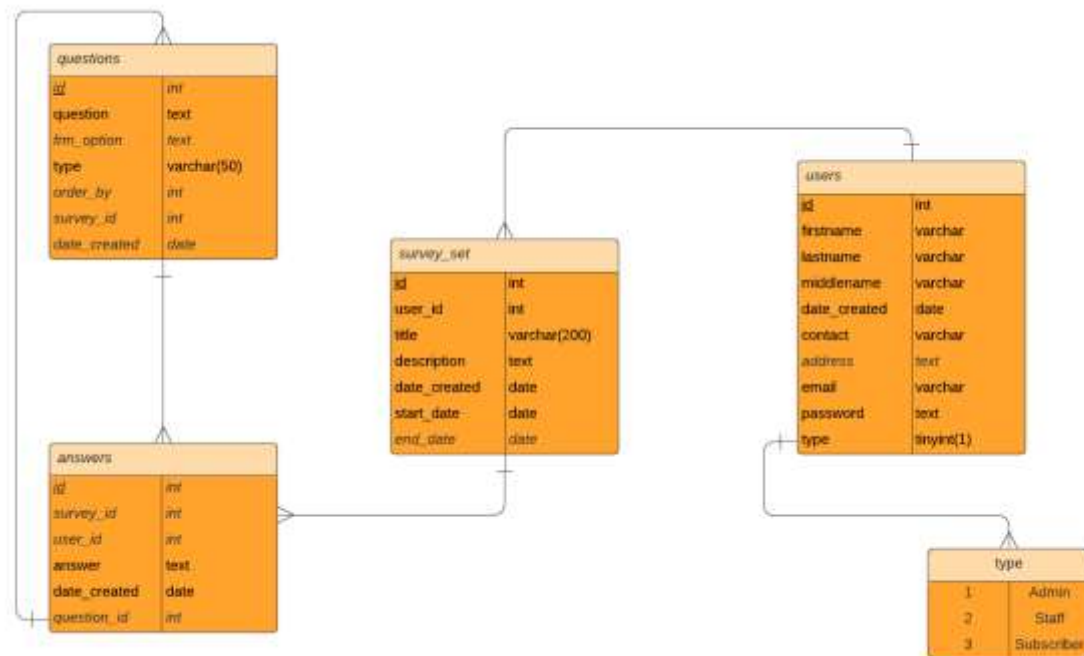 questions
id int
question text
frm_option text
type varchar(50)
order_by int
survey_id int
date_created date
survey_set
id int
user_id int
title varchar(200)
description text
date_created date
start_date date
end_date date
users
id int
firstname varchar
lastname varchar
middlename varchar
date_created date
contact varchar
address text
email varchar
password text
type tinyint(1)
answers
id int
survey_id int
user_id int
answer text
date_created date
question_id int
type
1 Admin
2 Staff
3 Subscriber